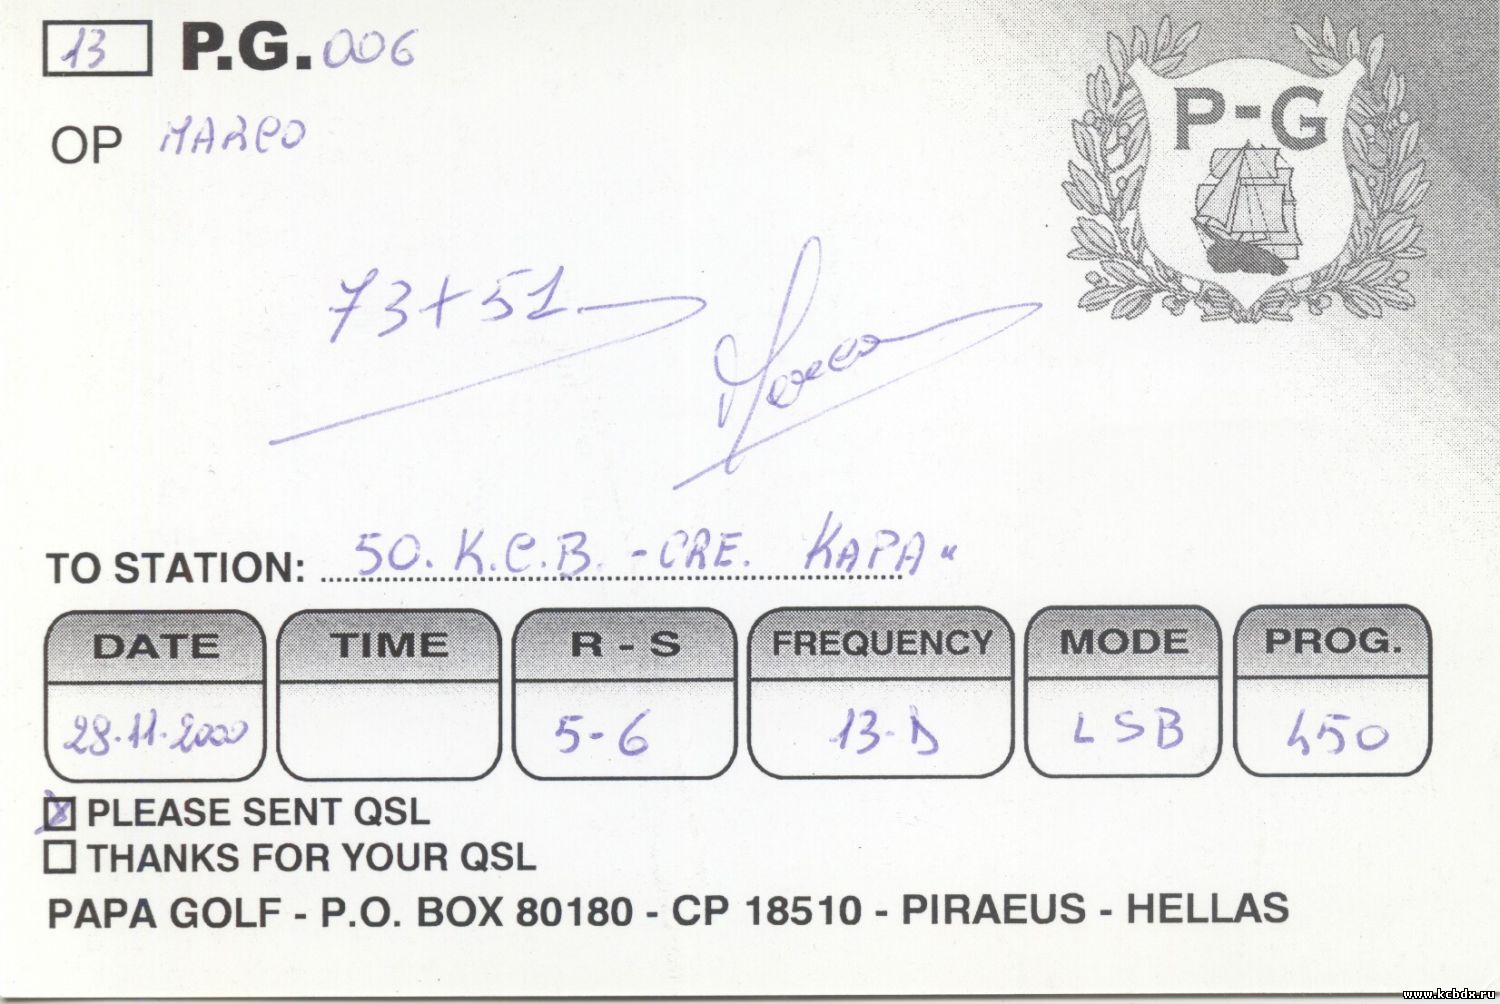 13 P.G. 006
P-G
OP MARCO
73+51
Marco
TO STATION: 50. K.C.B. - CRE. KAPA"
DATE TIME R - S FREQUENCY MODE PROG.
28.11.2000 5-6 13-D LSB 450
PLEASE SENT QSL
THANKS FOR YOUR QSL
PAPA GOLF - P.O. BOX 80180 - CP 18510 - PIRAEUS - HELLAS
www.kcbdx.ru